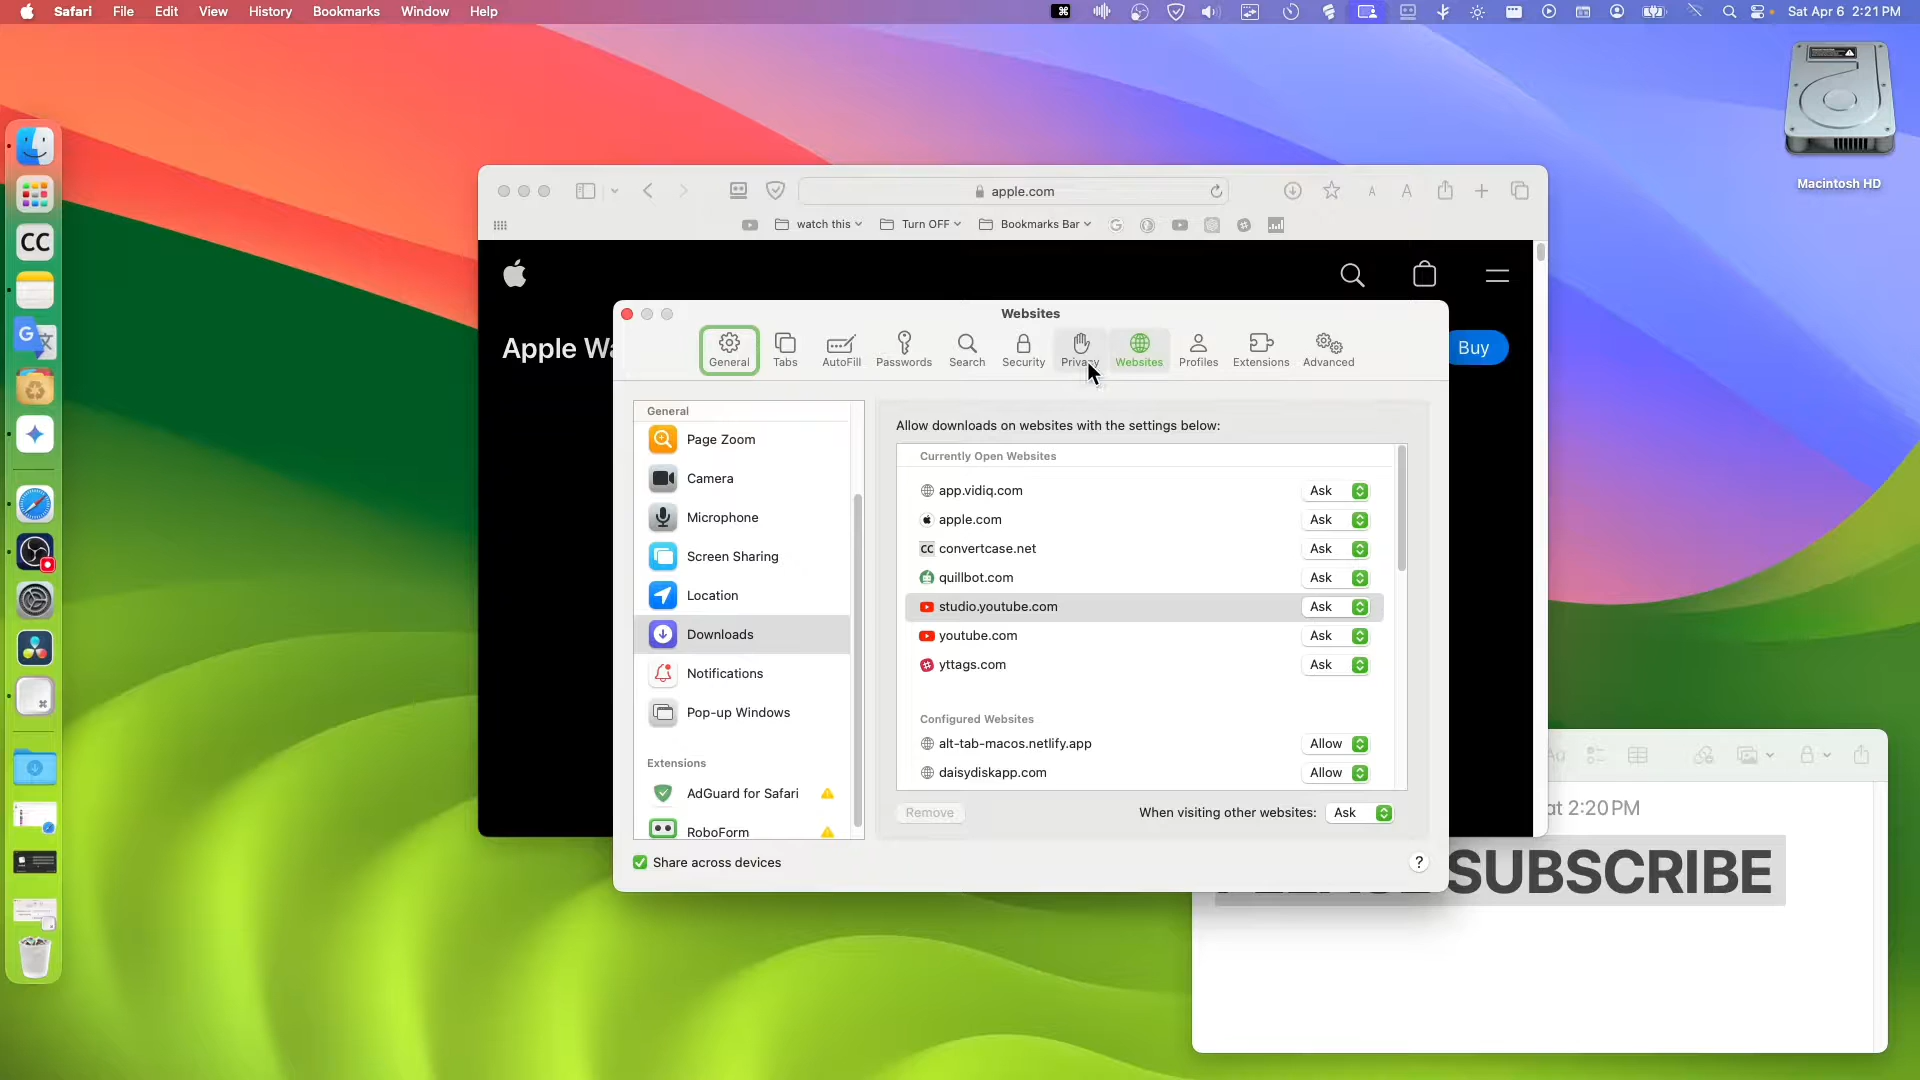 Safari File Edit View History Bookmarks Window Help
Sat Apr 6 2:21 PM
Macintosh HD
CC
G
apple.com
A A
watch this
Turn OFF
Bookmarks Bar
G
Apple Wa
Buy
Websites
General
Tabs
AutoFill
Passwords
Search
Security
Privacy
Websites
Profiles
Extensions
Advanced
General
Page Zoom
Camera
Microphone
Screen Sharing
Location
Downloads
Notifications
Pop-up Windows
Extensions
AdGuard for Safari
RoboForm
Allow downloads on websites with the settings below:
Currently Open Websites
app.vidiq.com Ask
apple.com Ask
CC convertcase.net Ask
quillbot.com Ask
studio.youtube.com Ask
youtube.com Ask
yttags.com Ask
Configured Websites
alt-tab-macos.netlify.app Allow
daisydiskapp.com Allow
Remove
When visiting other websites: Ask
Share across devices
?
Aa
at 2:20 PM
SUBSCRIBE